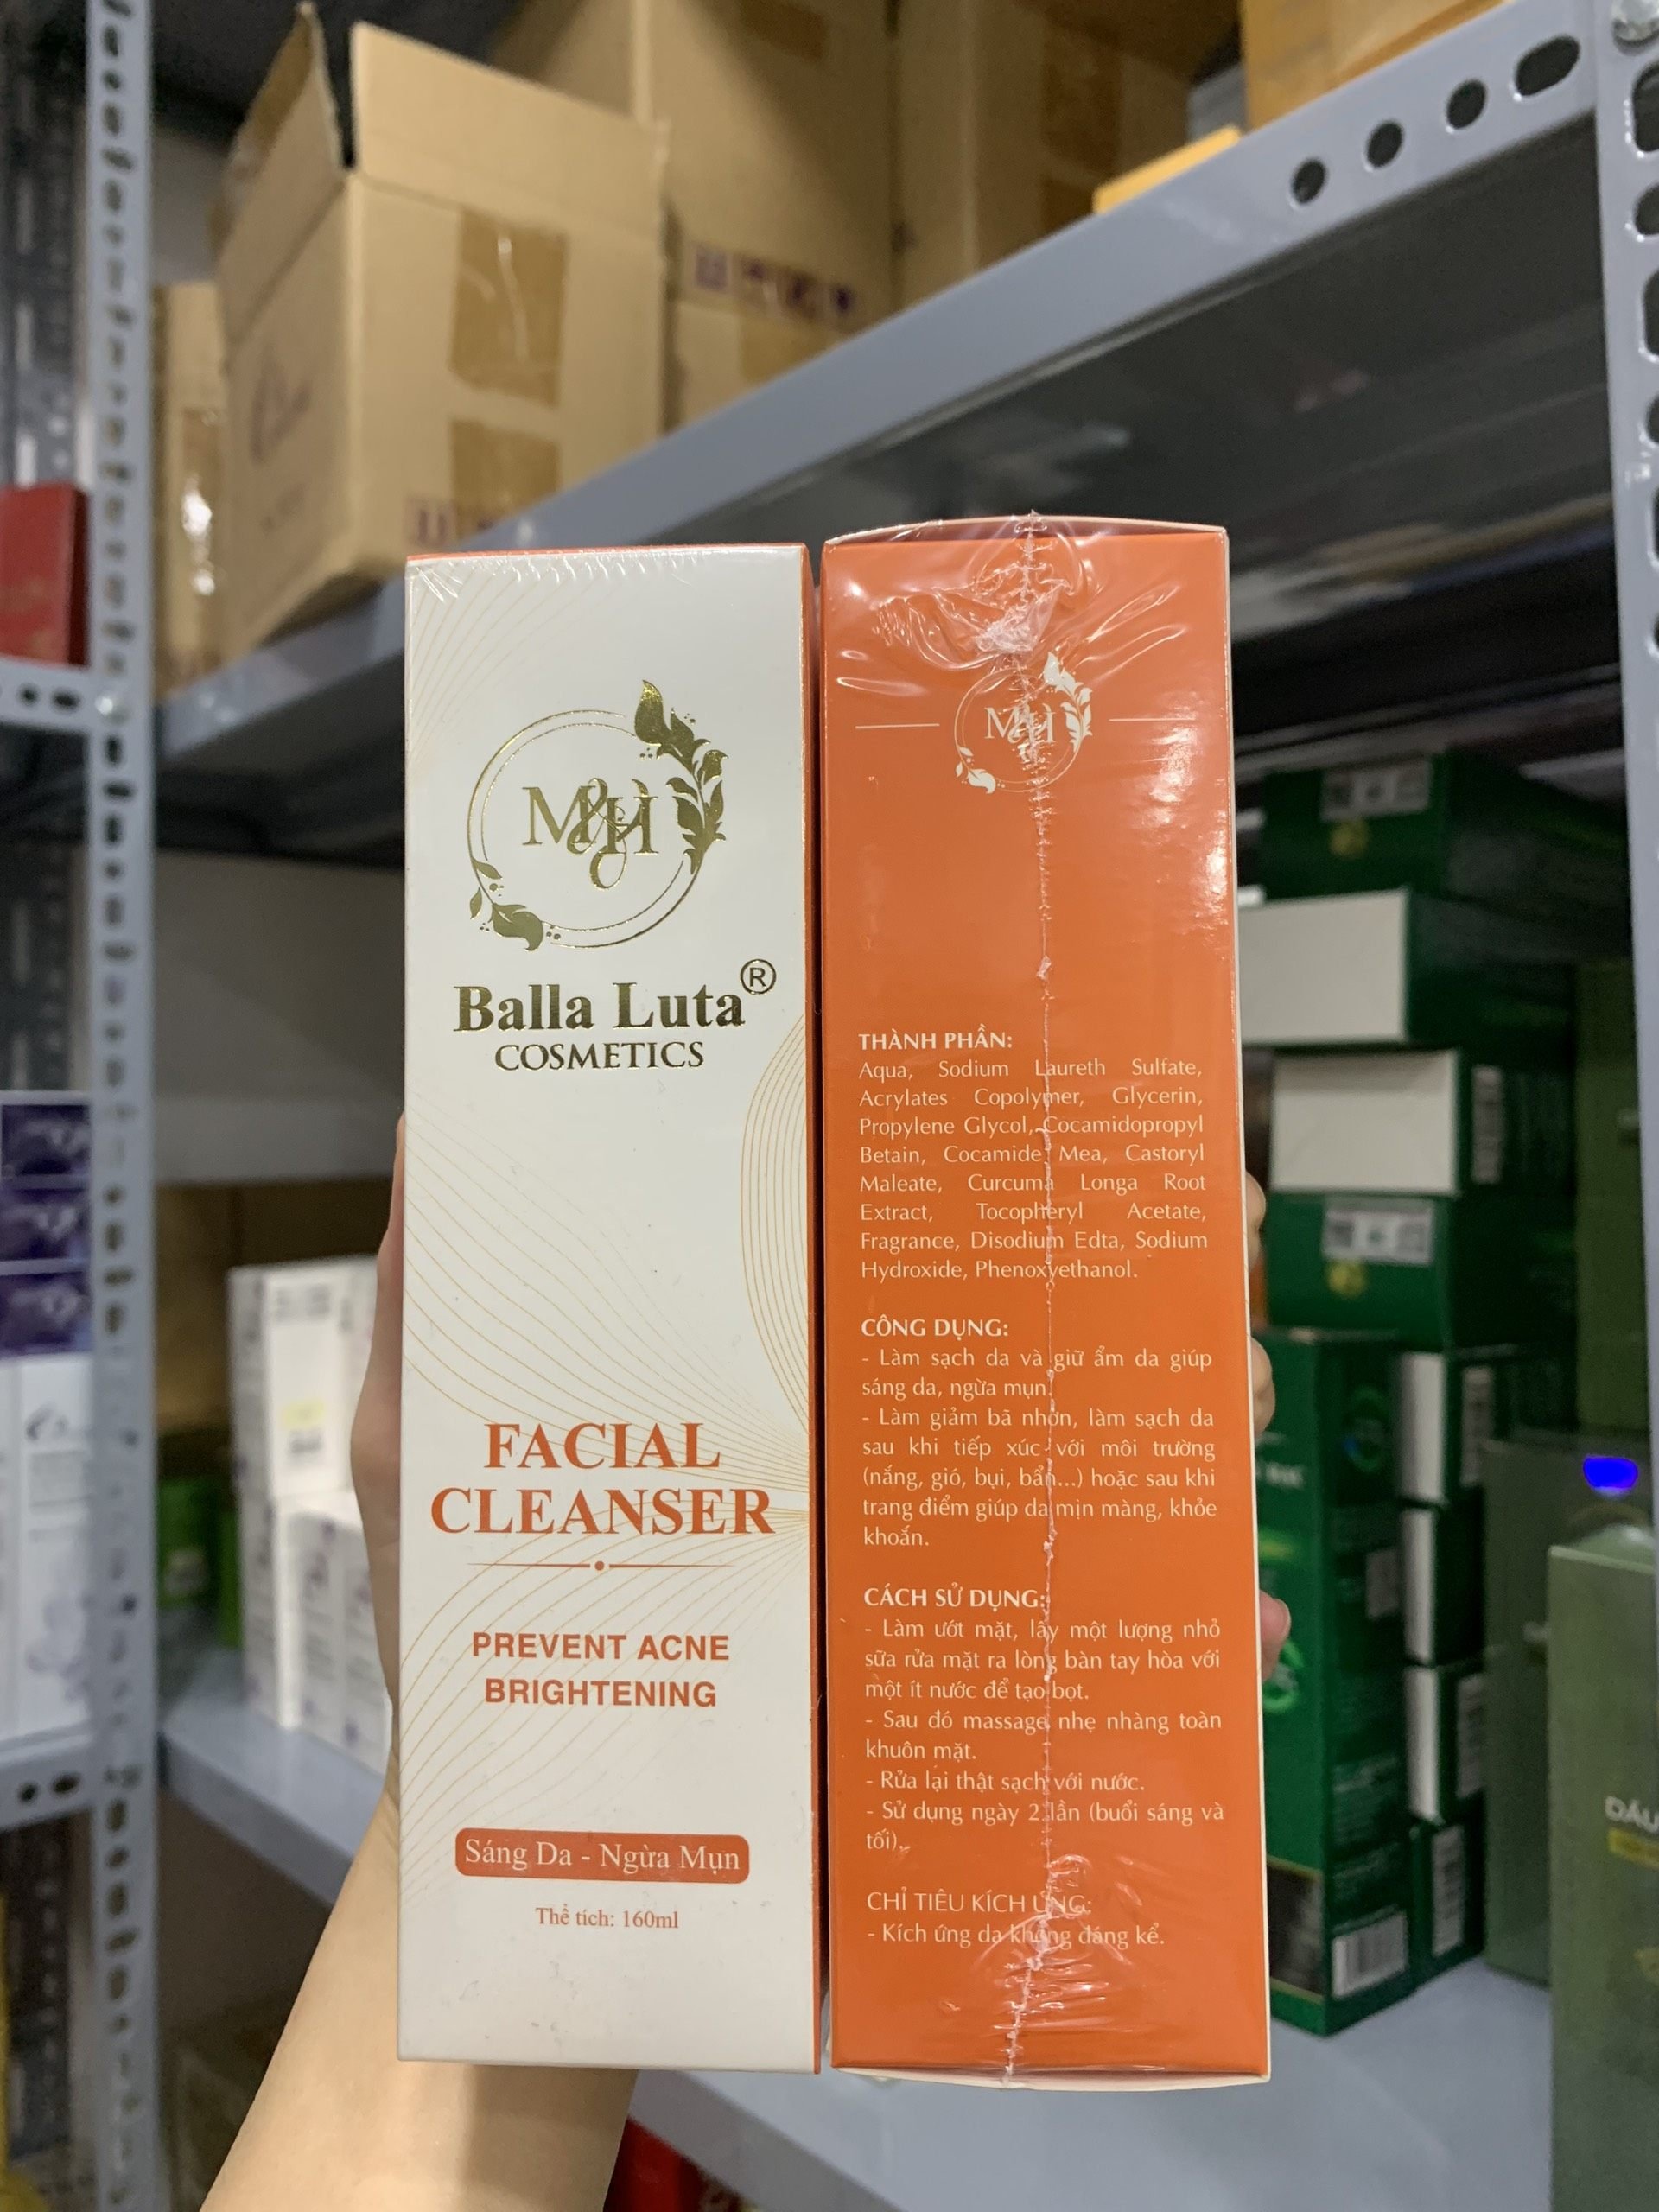 M&H
Balla Luta®
COSMETICS
FACIAL
CLEANSER
PREVENT ACNE
BRIGHTENING
Sáng Da - Ngừa Mụn
Thể tích: 160ml
M&H
THÀNH PHẦN:
Aqua, Sodium Laureth Sulfate,
Acrylates Copolymer, Glycerin,
Propylene Glycol, Cocamidopropyl
Betain, Cocamide Mea, Castoryl
Maleate, Curcuma Longa Root
Extract, Tocopheryl Acetate,
Fragrance, Disodium Edta, Sodium
Hydroxide, Phenoxyethanol.
CÔNG DỤNG:
- Làm sạch da và giữ ẩm da giúp
sáng da, ngừa mụn.
- Làm giảm bã nhờn, làm sạch da
sau khi tiếp xúc với môi trường
(nắng, gió, bụi, bẩn...) hoặc sau khi
trang điểm giúp da mịn màng, khỏe
khoắn.
CÁCH SỬ DỤNG:
- Làm ướt mặt, lấy một lượng nhỏ
sữa rửa mặt ra lòng bàn tay hòa với
một ít nước để tạo bọt.
- Sau đó massage nhẹ nhàng toàn
khuôn mặt.
- Rửa lại thật sạch với nước.
- Sử dụng ngày 2 lần (buổi sáng và
tối).
CHỈ TIÊU KÍCH ỨNG:
- Kích ứng da không đáng kể.
DẦU